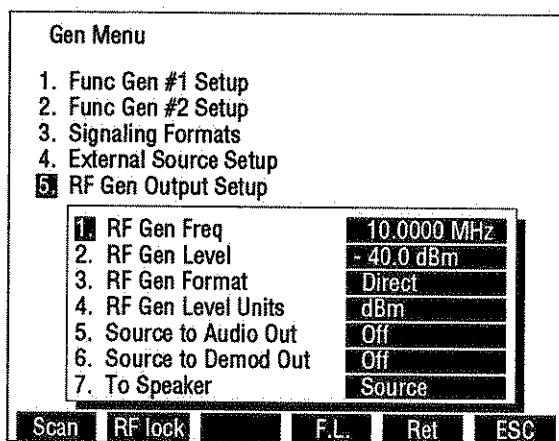 Gen Menu
1. Func Gen #1 Setup
2. Func Gen #2 Setup
3. Signaling Formats
4. External Source Setup
5. RF Gen Output Setup
1. RF Gen Freq 10.0000 MHz
2. RF Gen Level - 40.0 dBm
3. RF Gen Format Direct
4. RF Gen Level Units dBm
5. Source to Audio Out Off
6. Source to Demod Out Off
7. To Speaker Source
Scan RF lock F.L. Ret ESC